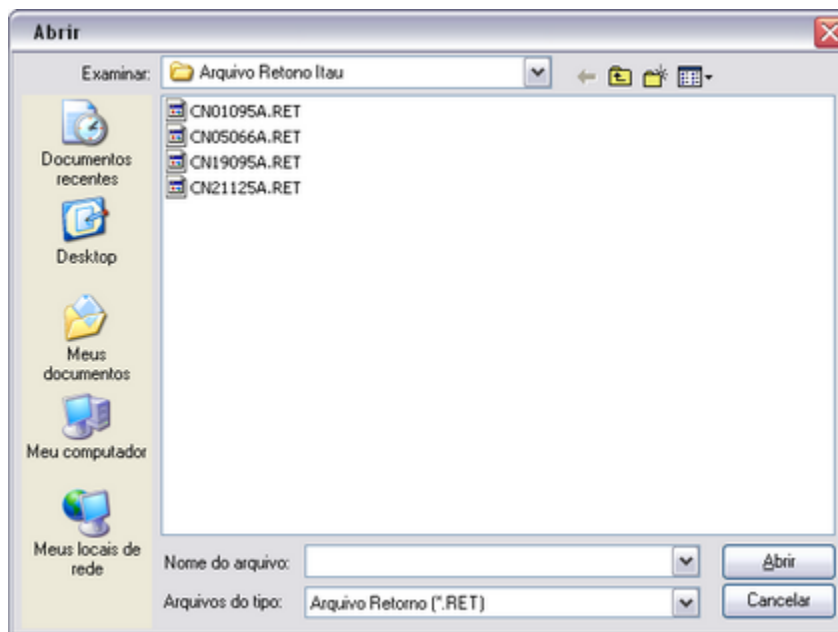 Abrir
Examinar:
Arquivo Retono Itau
Documentos
recentes
Desktop
Meus
documentos
Meu computador
Meus locais de
rede
CN01095A.RET
CN05066A.RET
CN19095A.RET
CN21125A.RET
Nome do arquivo:
Abrir
Arquivos do tipo:
Arquivo Retorno (*.RET)
Cancelar